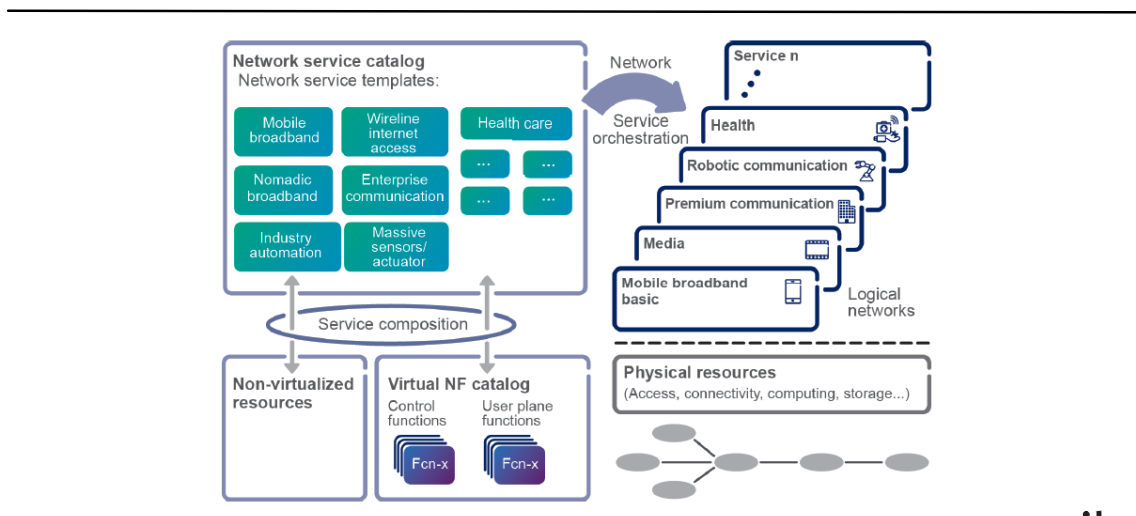 Network service catalog
Network service templates:
Mobile
broadband
Wireline
internet
access
Health care
Nomadic
broadband
Enterprise
communication
...
...
...
...
Industry
automation
Massive
sensors/
actuator
Network
Service
orchestration
Service n
Health
Robotic communication
Premium communication
Media
Mobile broadband
basic
Logical
networks
Service composition
Non-virtualized
resources
Virtual NF catalog
Control
functions
User plane
functions
Fcn-x
Fcn-x
Physical resources
(Access, connectivity, computing, storage...)